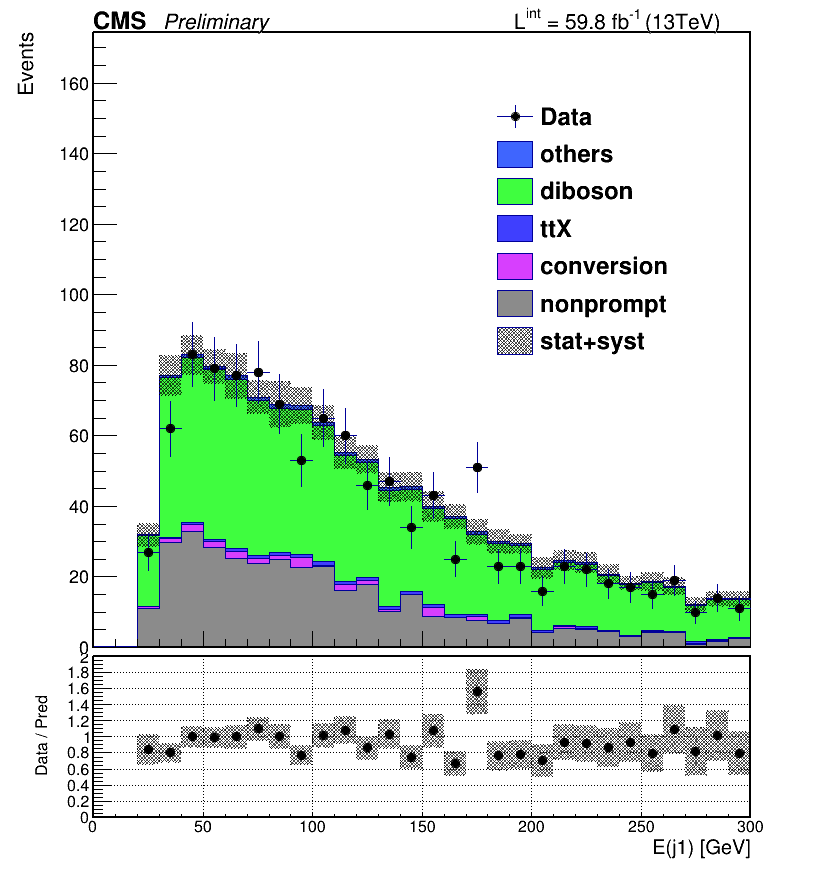 CMS Preliminary L^int = 59.8 fb^-1 (13TeV)
Events
160
140
120
100
80
60
40
20
0
Data
others
diboson
ttX
conversion
nonprompt
stat+syst
Data / Pred
2
1.8
1.6
1.4
1.2
1
0.8
0.6
0.4
0.2
0
0 50 100 150 200 250 300
E(j1) [GeV]